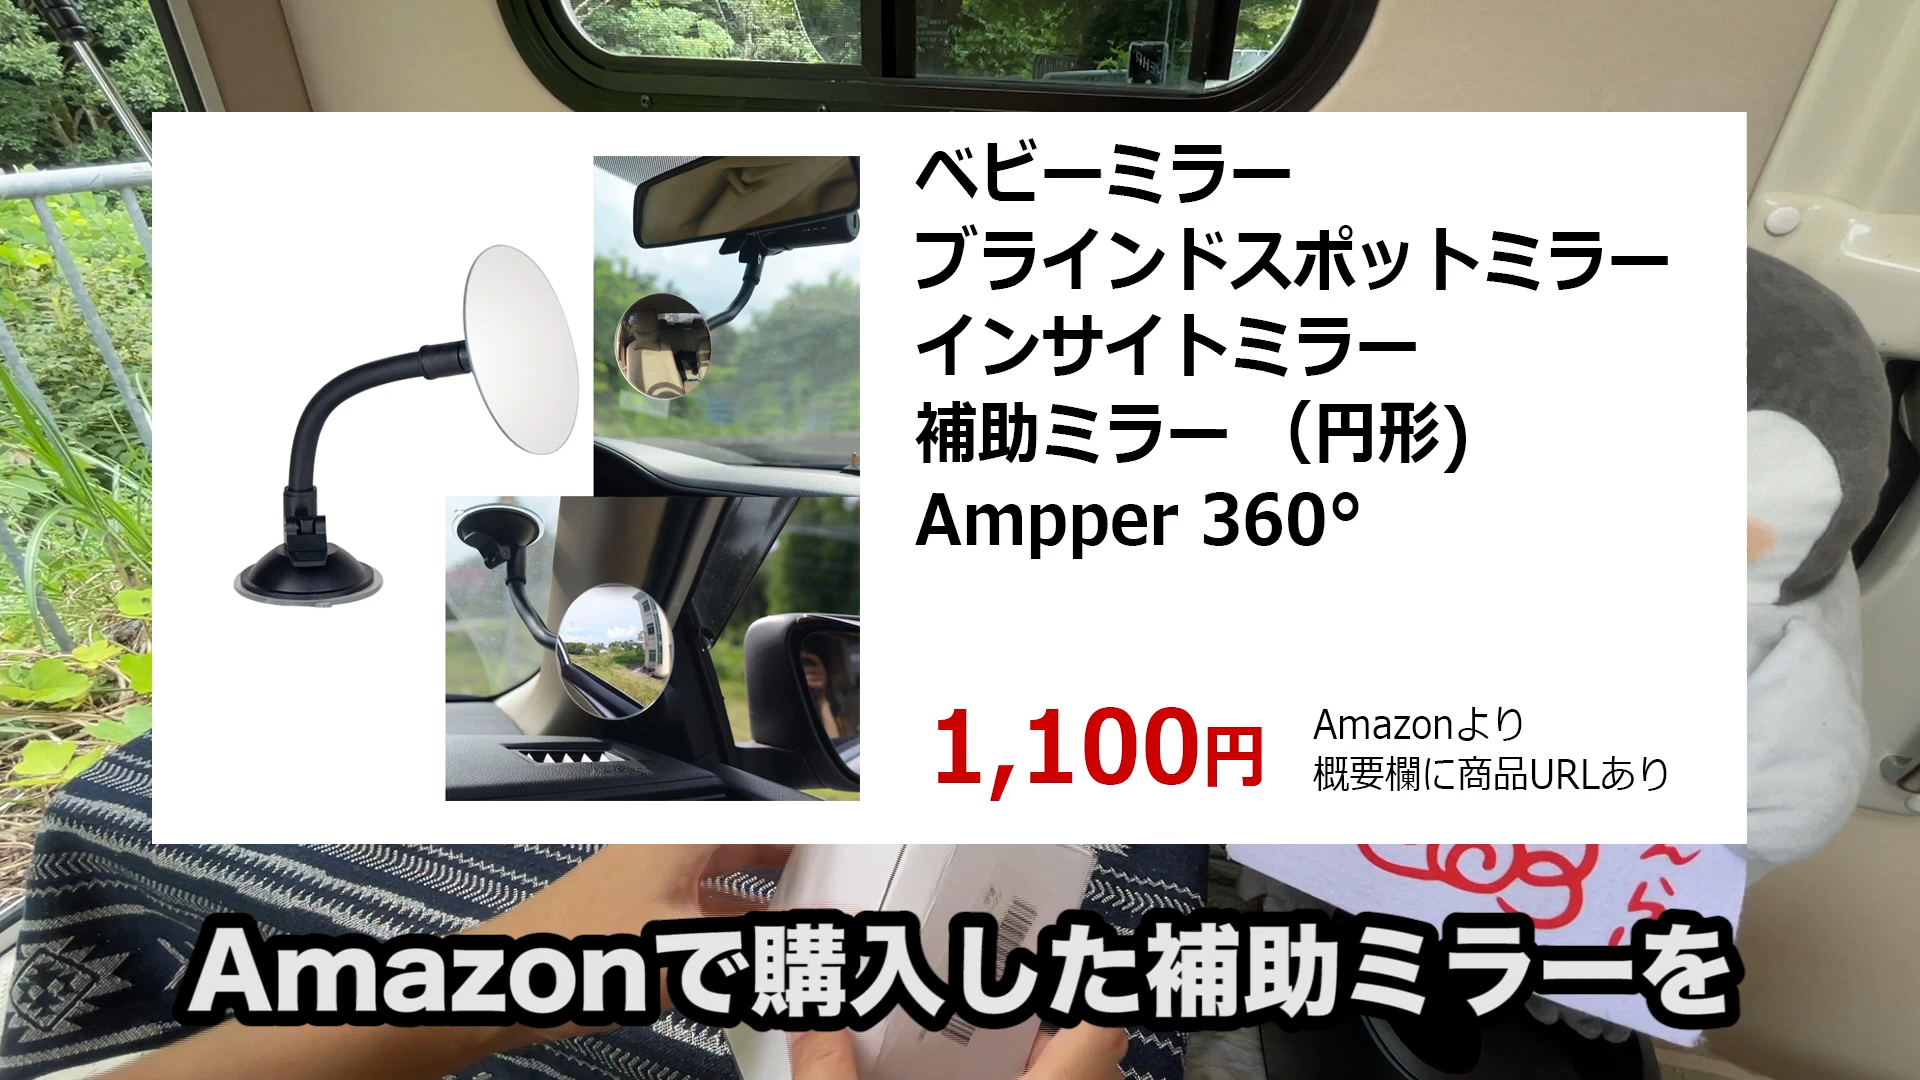 ベビーミラー
ブラインドスポットミラー
インサイトミラー
補助ミラー （円形)
Ampper 360°
1,100円
Amazonより
概要欄に商品URLあり
Amazonで購入した補助ミラーを